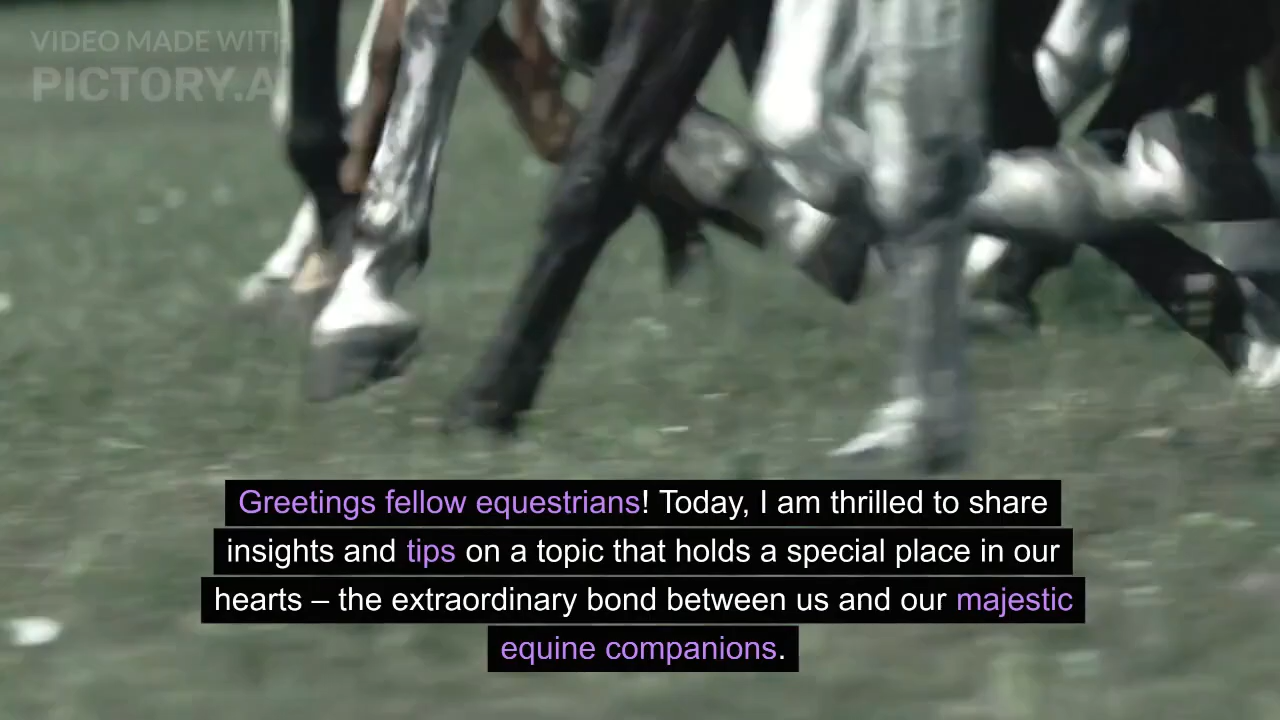 VIDEO MADE WITH
PICTORY.A
Greetings fellow equestrians! Today, I am thrilled to share
insights and tips on a topic that holds a special place in our
hearts – the extraordinary bond between us and our majestic
equine companions.